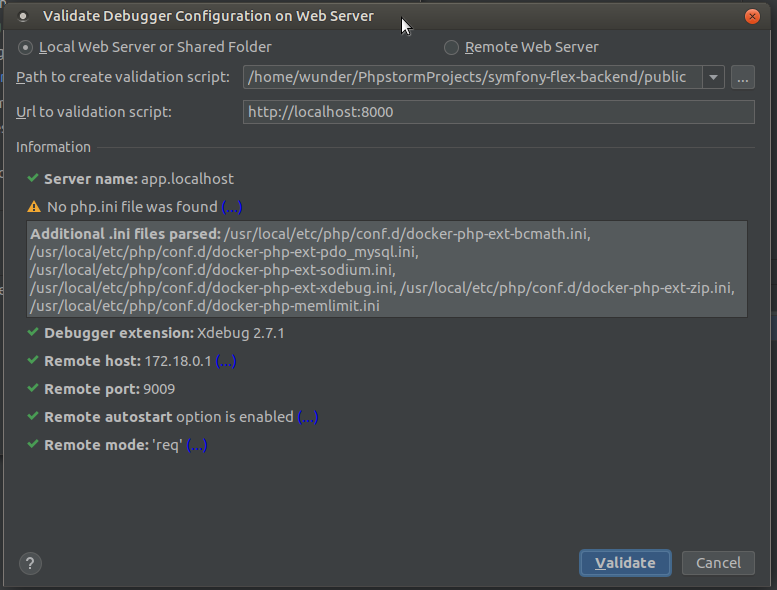 Validate Debugger Configuration on Web Server
Local Web Server or Shared Folder
Remote Web Server
Path to create validation script: /home/wunder/PhpstormProjects/symfony-flex-backend/public ...
Url to validation script: http://localhost:8000
Information
Server name: app.localhost
No php.ini file was found (...)
Additional .ini files parsed: /usr/local/etc/php/conf.d/docker-php-ext-bcmath.ini,
/usr/local/etc/php/conf.d/docker-php-ext-pdo_mysql.ini,
/usr/local/etc/php/conf.d/docker-php-ext-sodium.ini,
/usr/local/etc/php/conf.d/docker-php-ext-xdebug.ini, /usr/local/etc/php/conf.d/docker-php-ext-zip.ini,
/usr/local/etc/php/conf.d/docker-php-memlimit.ini
Debugger extension: Xdebug 2.7.1
Remote host: 172.18.0.1 (...)
Remote port: 9009
Remote autostart option is enabled (...)
Remote mode: 'req' (...)
? Validate Cancel